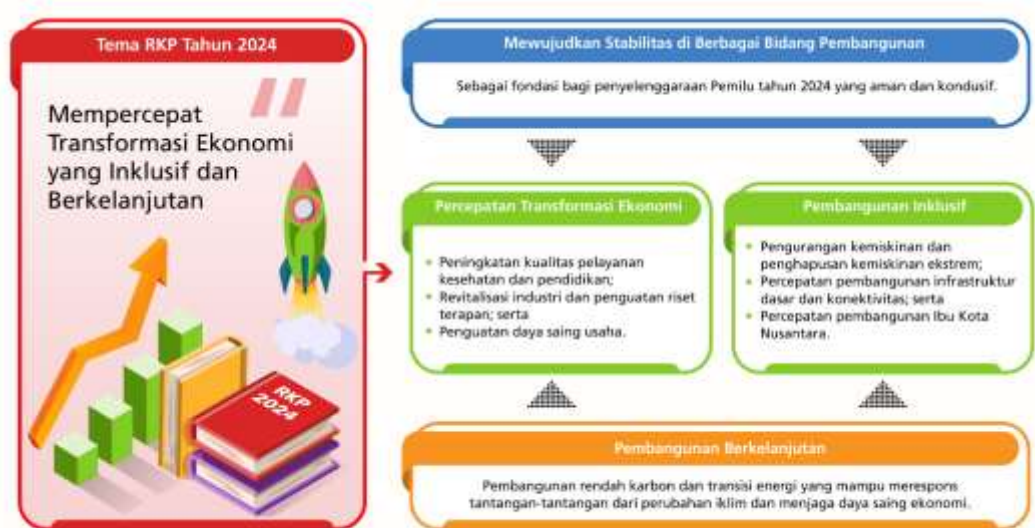 Tema RKP Tahun 2024
Mempercepat
Transformasi Ekonomi
yang Inklusif dan
Berkelanjutan
RKP
2024
Mewujudkan Stabilitas di Berbagai Bidang Pembangunan
Sebagai fondasi bagi penyelenggaraan Pemilu tahun 2024 yang aman dan kondusif.
Percepatan Transformasi Ekonomi
• Peningkatan kualitas pelayanan
kesehatan dan pendidikan;
• Revitalisasi industri dan penguatan riset
terapan; serta
• Penguatan daya saing usaha.
Pembangunan Inklusif
• Pengurangan kemiskinan dan
penghapusan kemiskinan ekstrem;
• Percepatan pembangunan infrastruktur
dasar dan konektivitas; serta
• Percepatan pembangunan Ibu Kota
Nusantara.
Pembangunan Berkelanjutan
Pembangunan rendah karbon dan transisi energi yang mampu merespons
tantangan-tantangan dari perubahan iklim dan menjaga daya saing ekonomi.